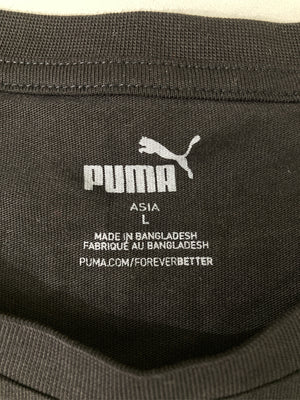 PUMA
ASIA
L
MADE IN BANGLADESH
FABRIQUÉ AU BANGLADESH
PUMA.COM/FOREVERBETTER